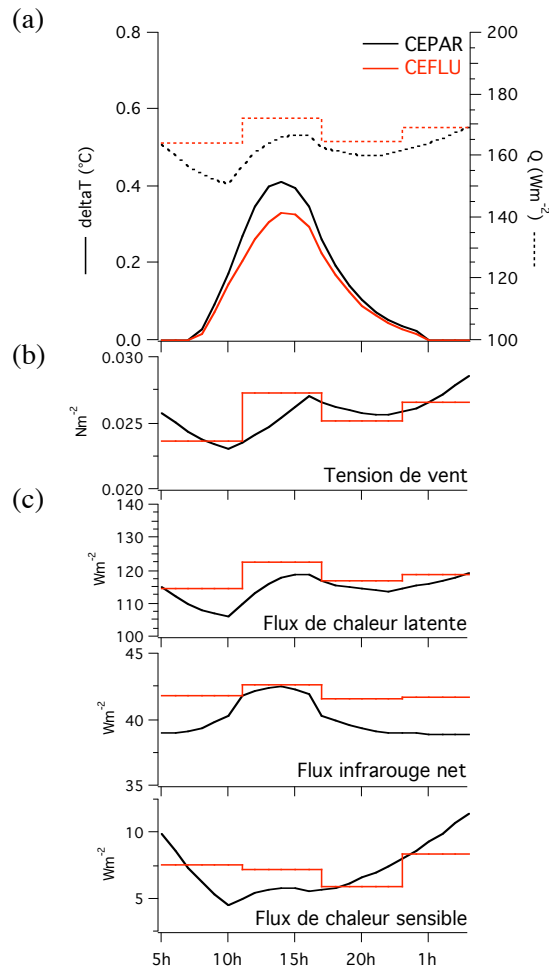 (a)
0.8
0.6
0.4
0.2
0.0
deltaT (°C)
CEPAR
CEFLU
200
180
160
140
120
100
Q (Wm-2)
(b)
0.030
0.025
0.020
Nm-2
Tension de vent
(c)
140
130
120
110
100
Wm-2
Flux de chaleur latente
45
40
35
Wm-2
Flux infrarouge net
10
5
Wm-2
Flux de chaleur sensible
5h 10h 15h 20h 1h